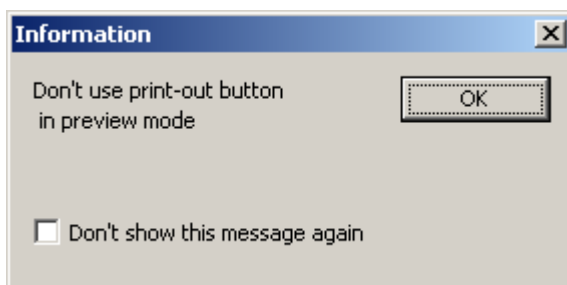 Information
Don't use print-out button
in preview mode
OK
Don't show this message again